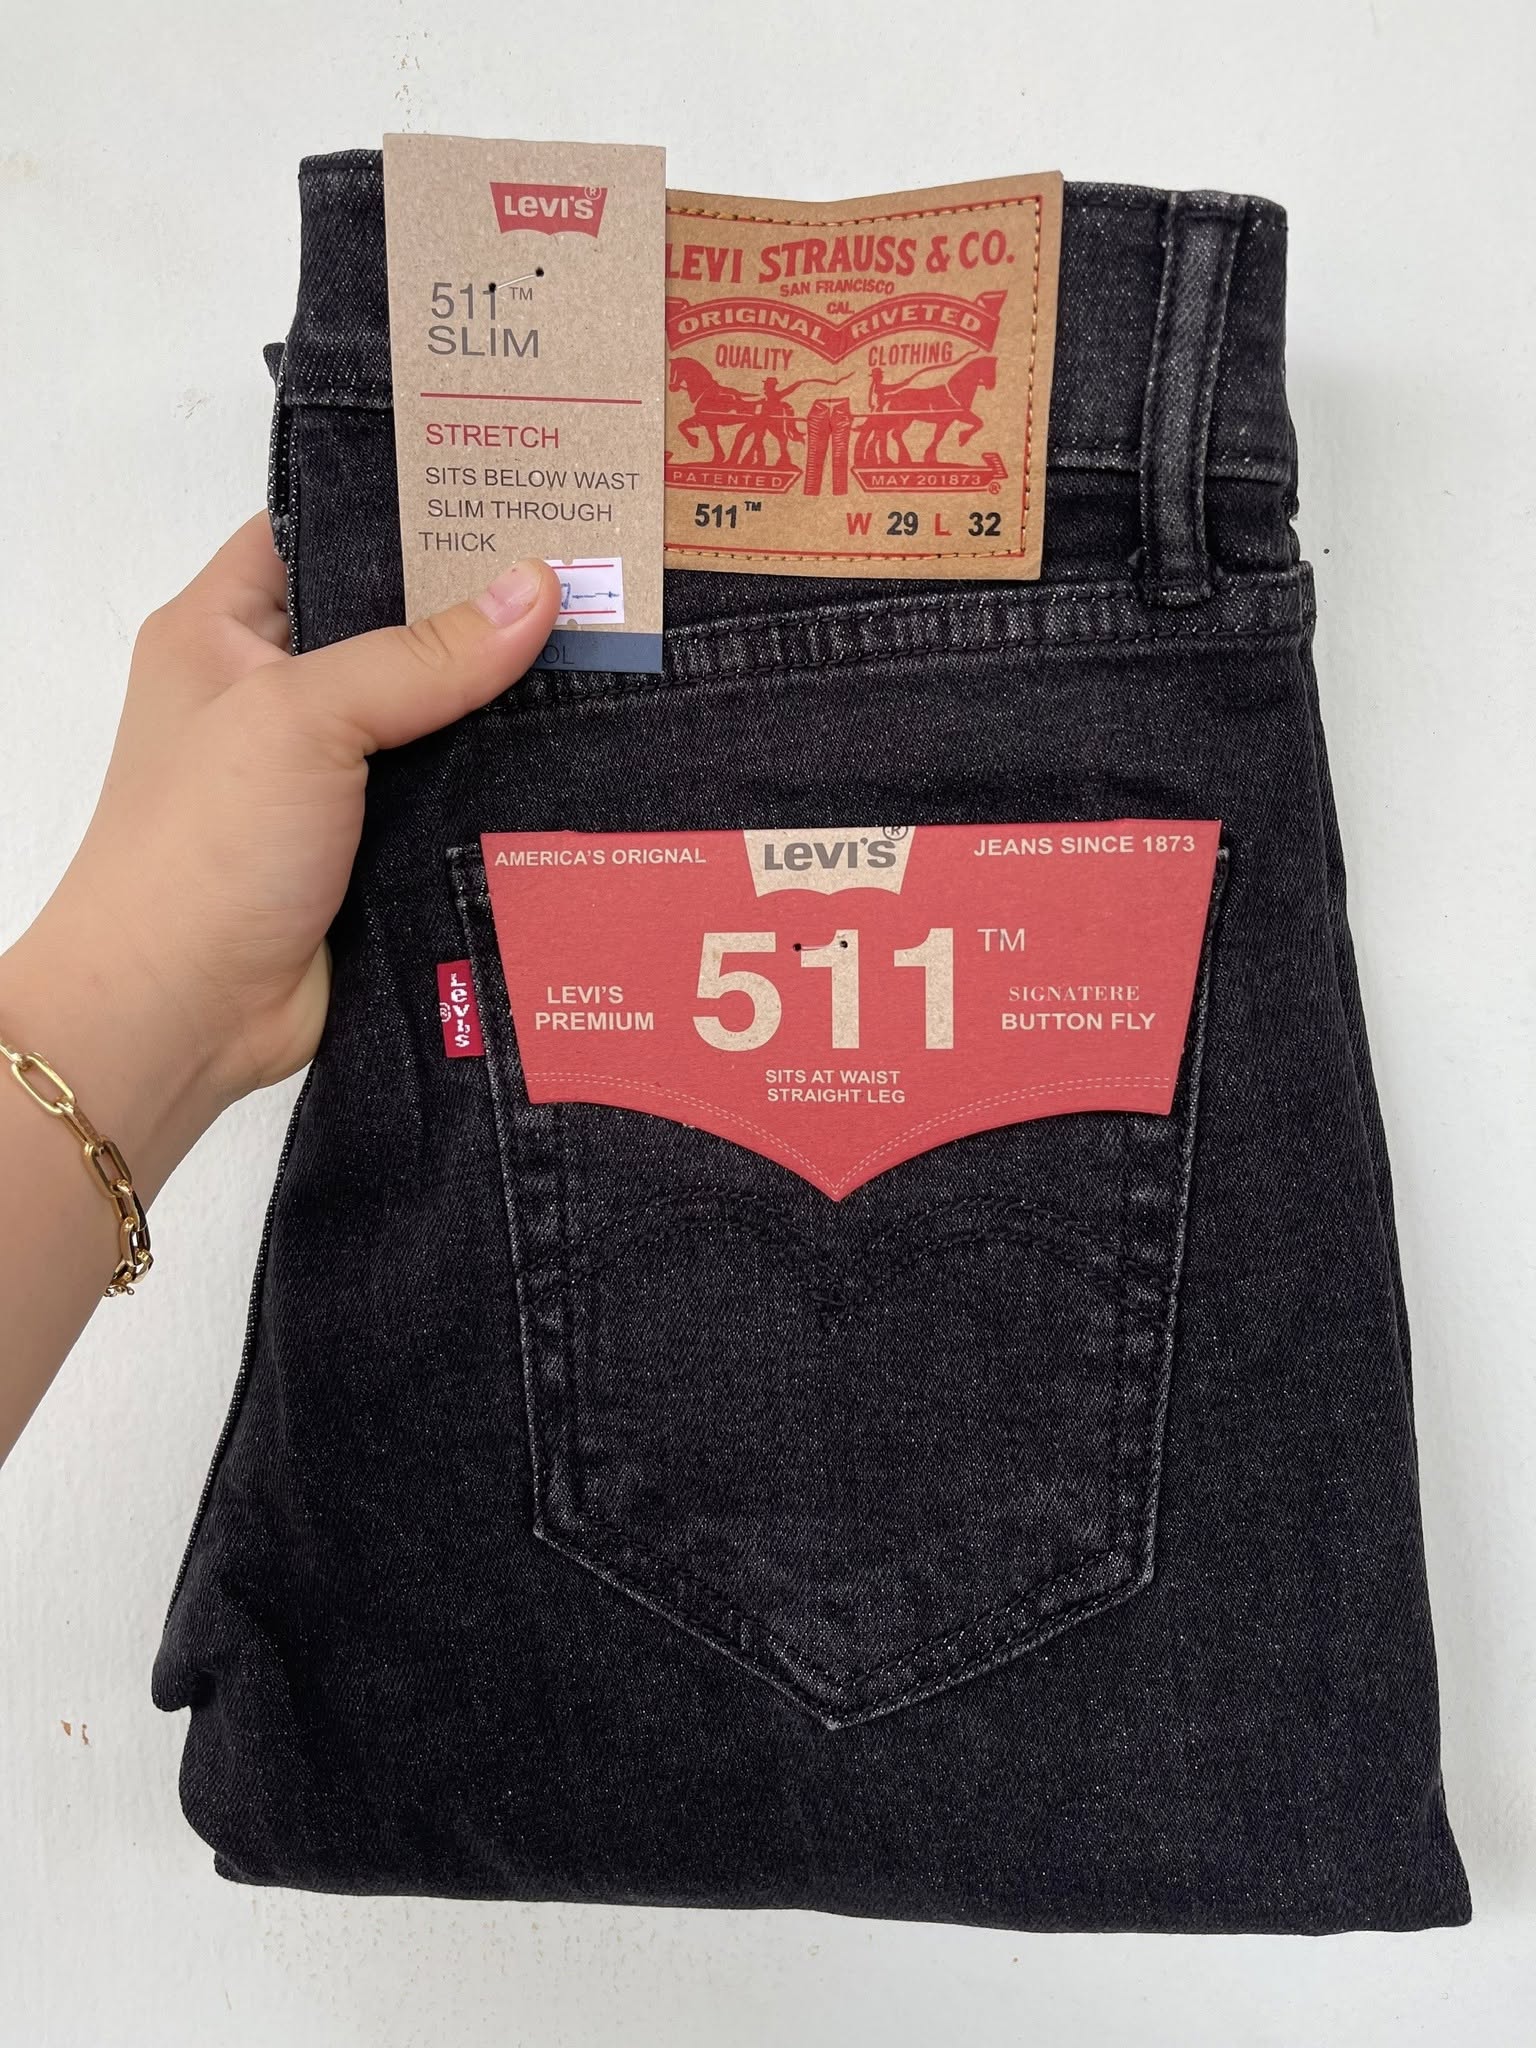 Levi's®
511™
SLIM
STRETCH
SITS BELOW WAST
SLIM THROUGH
THICK
OL
LEVI STRAUSS & CO.
SAN FRANCISCO
CAL.
ORIGINAL RIVETED
QUALITY CLOTHING
PATENTED MAY 201873 ®
511™ W 29 L 32
AMERICA'S ORIGNAL Levi's® JEANS SINCE 1873
511™
LEVI'S
PREMIUM
SIGNATERE
BUTTON FLY
SITS AT WAIST
STRAIGHT LEG
Levi's®